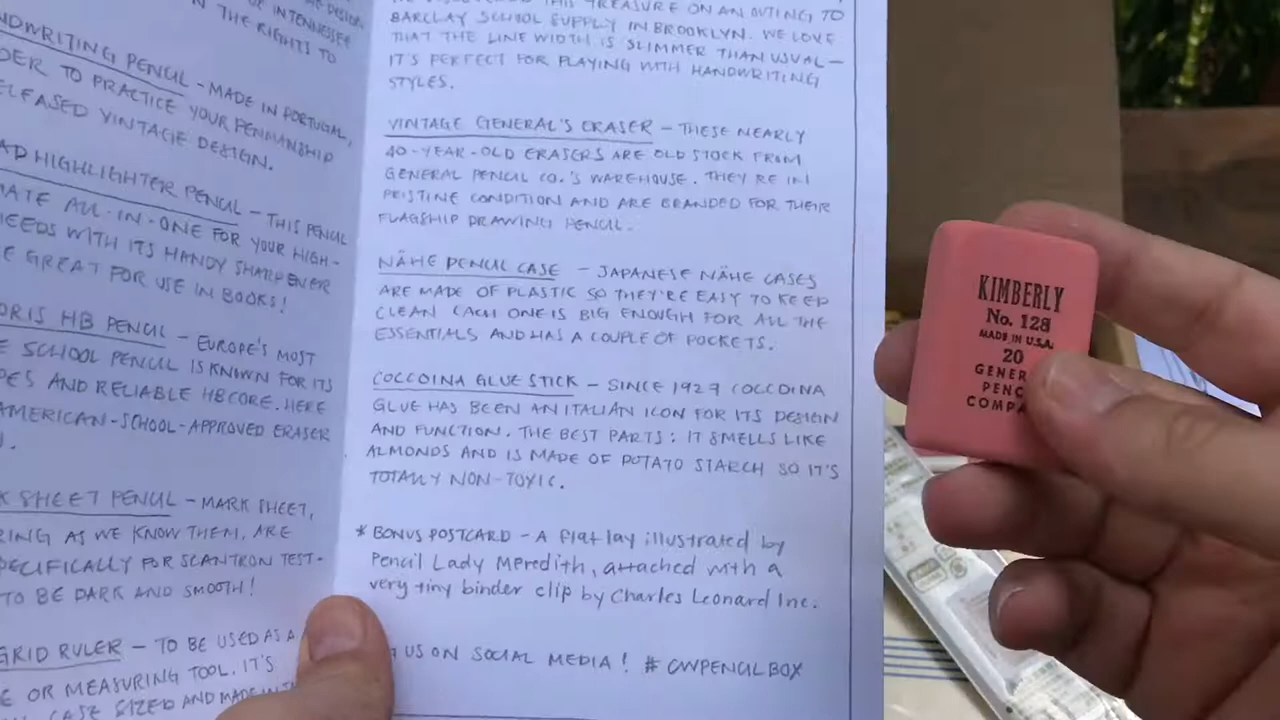 THE DESIGN
OR IN TENNESSEE
THE RIGHTS TO
HANDWRITING PENCIL - MADE IN PORTUGAL,
TO PRACTICE YOUR PENMANSHIP
VINTAGE DESIGN.
HIGHLIGHTER PENCIL - THIS PENCIL
ALL-IN-ONE FOR YOUR HIGH-
NEEDS WITH ITS HANDY SHARPENER
GREAT FOR USE IN BOOKS!
HB PENCIL - EUROPE'S MOST
SCHOOL PENCIL IS KNOWN FOR ITS
AND RELIABLE HB CORE. HERE
AMERICAN-SCHOOL-APPROVED ERASER
SHEET PENCIL - MARK SHEET,
AS WE KNOW THEM, ARE
FOR SCANTRON TEST-
TO BE DARK AND SMOOTH!
GRID RULER - TO BE USED AS A
OR MEASURING TOOL. IT'S
CASE SIZED AND MADE IN
THIS TREASURE ON AN OUTING TO
BARCLAY SCHOOL SUPPLY IN BROOKLYN. WE LOVE
THAT THE LINE WIDTH IS SLIMMER THAN USUAL—
IT'S PERFECT FOR PLAYING WITH HANDWRITING
STYLES.
VINTAGE GENERAL'S ERASER - THESE NEARLY
40-YEAR-OLD ERASERS ARE OLD STOCK FROM
GENERAL PENCIL CO.'S WAREHOUSE. THEY'RE IN
PRISTINE CONDITION AND ARE BRANDED FOR THEIR
FLAGSHIP DRAWING PENCIL.
NÄHE PENCIL CASE - JAPANESE NÄHE CASES
ARE MADE OF PLASTIC SO THEY'RE EASY TO KEEP
CLEAN EACH ONE IS BIG ENOUGH FOR ALL THE
ESSENTIALS AND HAS A COUPLE OF POCKETS.
COCCOINA GLUE STICK - SINCE 1927 COCCOINA
GLUE HAS BEEN AN ITALIAN ICON FOR ITS DESIGN
AND FUNCTION. THE BEST PARTS: IT SMELLS LIKE
ALMONDS AND IS MADE OF POTATO STARCH SO IT'S
TOTALLY NON-TOXIC.
* BONUS POSTCARD - A flat lay illustrated by
Pencil Lady Meredith, attached with a
very tiny binder clip by Charles Leonard Inc.
US ON SOCIAL MEDIA! #CWPENCILBOX
KIMBERLY
No. 128
MADE IN U.S.A.
20
GENER
PENC
COMPA